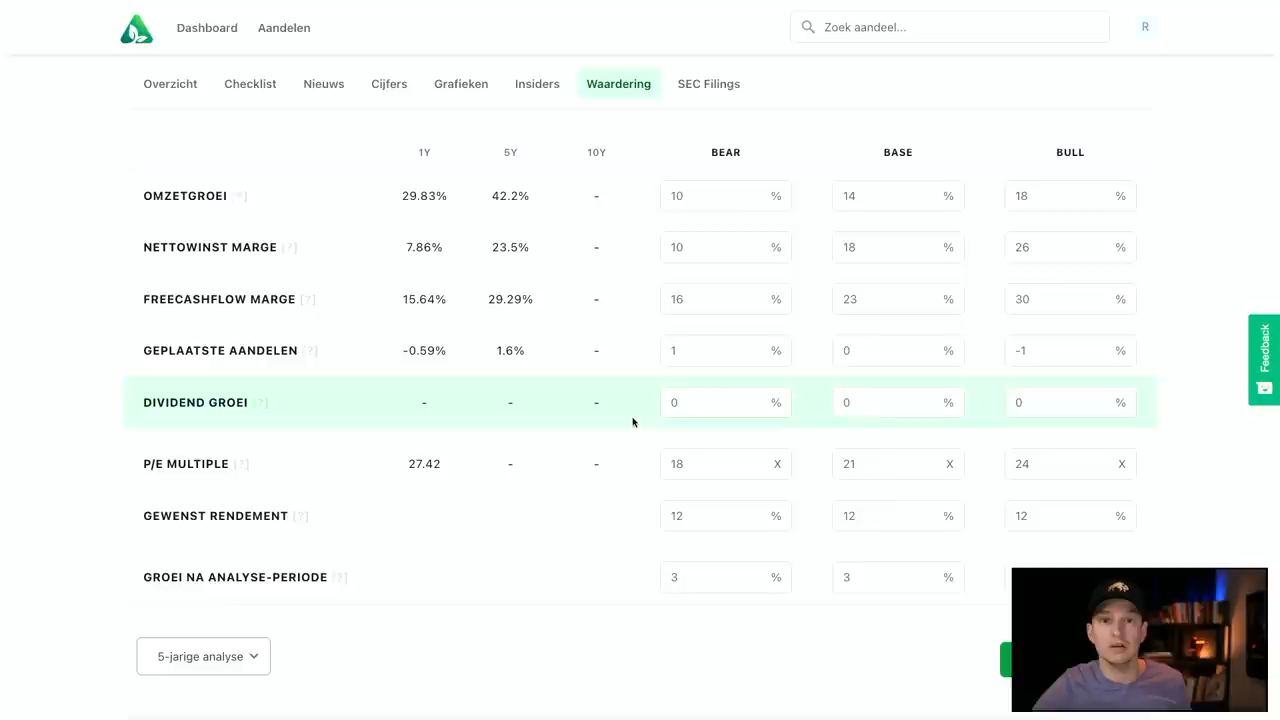 Dashboard Aandelen Zoek aandeel... R
Overzicht Checklist Nieuws Cijfers Grafieken Insiders Waardering SEC Filings
1Y 5Y 10Y BEAR BASE BULL
OMZETGROEI [?] 29.83% 42.2% - 10 % 14 % 18 %
NETTOWINST MARGE [?] 7.86% 23.5% - 10 % 18 % 26 %
FREECASHFLOW MARGE [?] 15.64% 29.29% - 16 % 23 % 30 %
GEPLAATSTE AANDELEN [?] -0.59% 1.6% - 1 % 0 % -1 %
DIVIDEND GROEI [?] - - - 0 % 0 % 0 %
P/E MULTIPLE [?] 27.42 - - 18 X 21 X 24 X
GEWENST RENDEMENT [?] 12 % 12 % 12 %
GROEI NA ANALYSE-PERIODE [?] 3 % 3 %
5-jarige analyse
Feedback